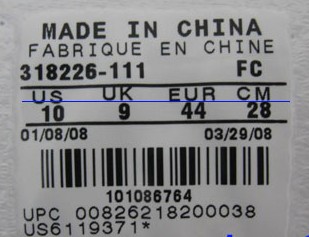 MADE IN CHINA
FABRIQUE EN CHINE
318226-111 FC
US UK EUR CM
10 9 44 28
01/08/08 03/29/08
101086764
UPC 00826218200038
US6119371*